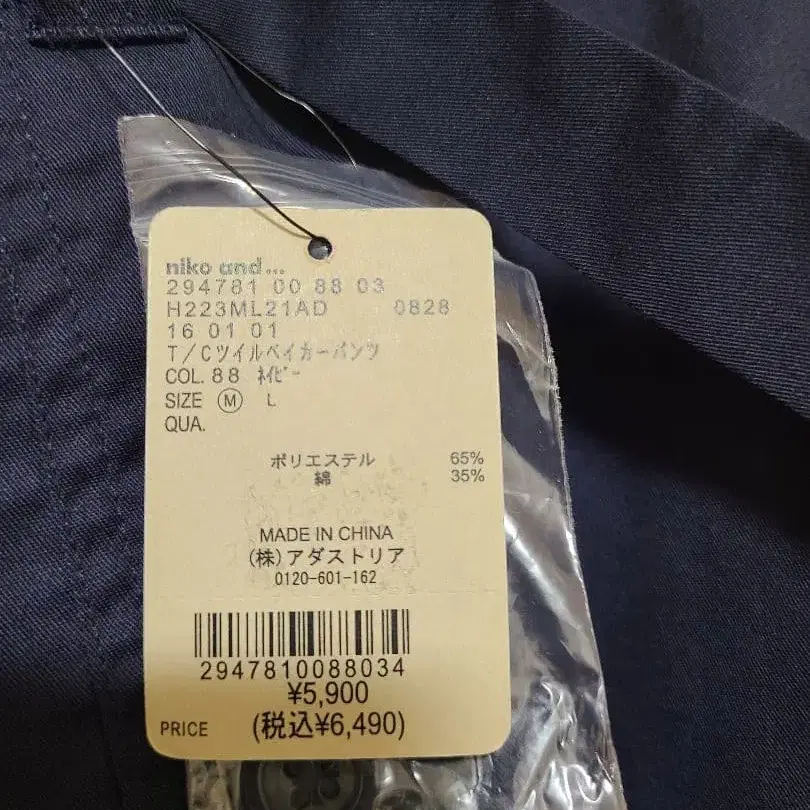 niko and...
294781 00 88 03
H223ML21AD 0828
16 01 01
T/Cツイルベイカーパンツ
COL. 88 ﾈｲﾋﾞｰ
SIZE Ⓜ L
QUA.
ポリエステル 65%
綿 35%
MADE IN CHINA
(株)アダストリア
0120-601-162
2947810088034
¥5,900
PRICE (税込¥6,490)